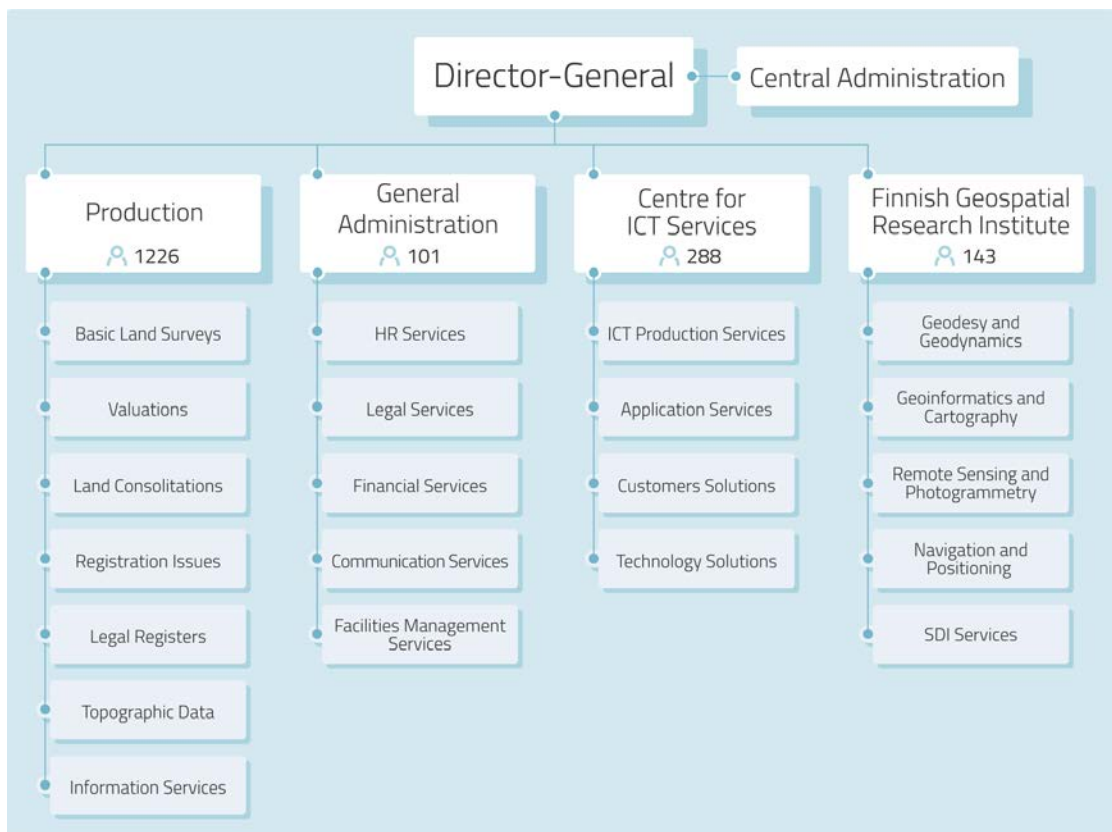 Director-General
Central Administration
Production
1226
Basic Land Surveys
Valuations
Land Consolitations
Registration Issues
Legal Registers
Topographic Data
Information Services
General
Administration
101
HR Services
Legal Services
Financial Services
Communication Services
Facilities Management
Services
Centre for
ICT Services
288
ICT Production Services
Application Services
Customers Solutions
Technology Solutions
Finnish Geospatial
Research Institute
143
Geodesy and
Geodynamics
Geoinformatics and
Cartography
Remote Sensing and
Photogrammetry
Navigation and
Positioning
SDI Services